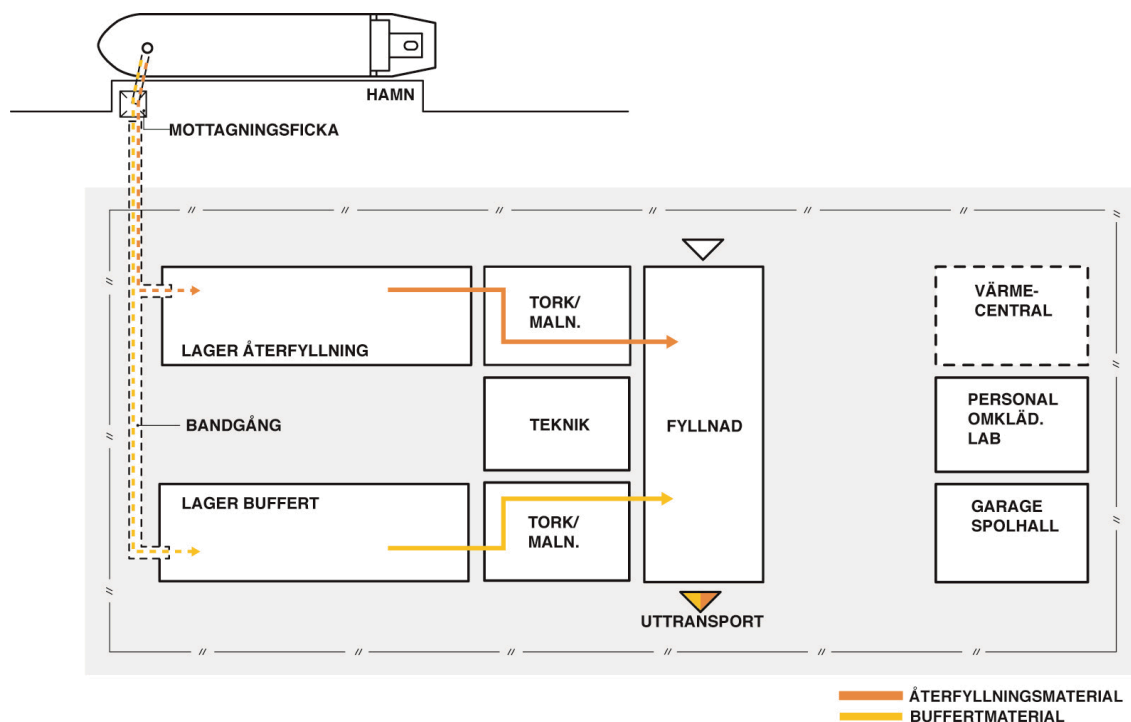 HAMN
MOTTAGNINGSFICKA
TORK/
MALN.
LAGER ÅTERFYLLNING
VÄRME-
CENTRAL
BANDGÅNG
TEKNIK
FYLLNAD
PERSONAL
OMKLÄD.
LAB
LAGER BUFFERT
TORK/
MALN.
GARAGE
SPOLHALL
UTTRANSPORT
ÅTERFYLLNINGSMATERIAL
BUFFERTMATERIAL